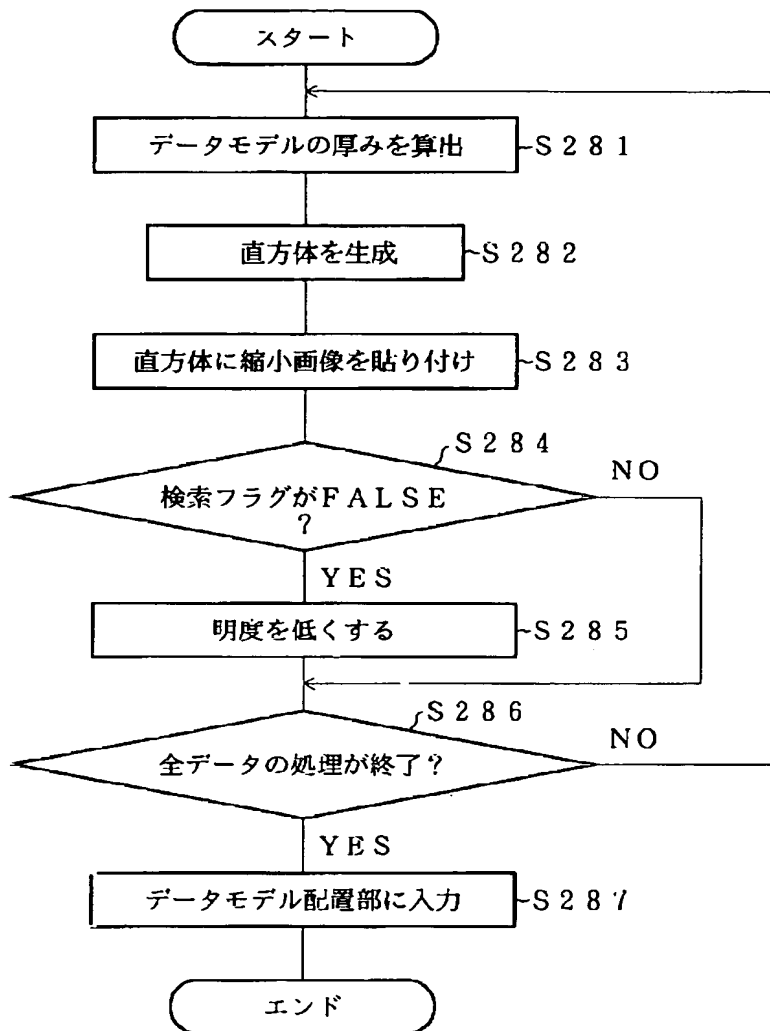 スタート
データモデルの厚みを算出 S281
直方体を生成 S282
直方体に縮小画像を貼り付け S283
S284
検索フラグがFALSE
?
NO
YES
明度を低くする S285
S286
全データの処理が終了?
NO
YES
データモデル配置部に入力 S287
エンド